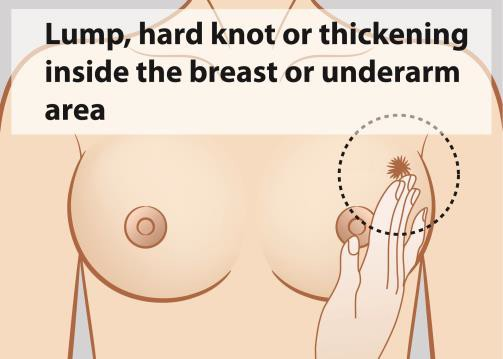 Lump, hard knot or thickening
inside the breast or underarm
area